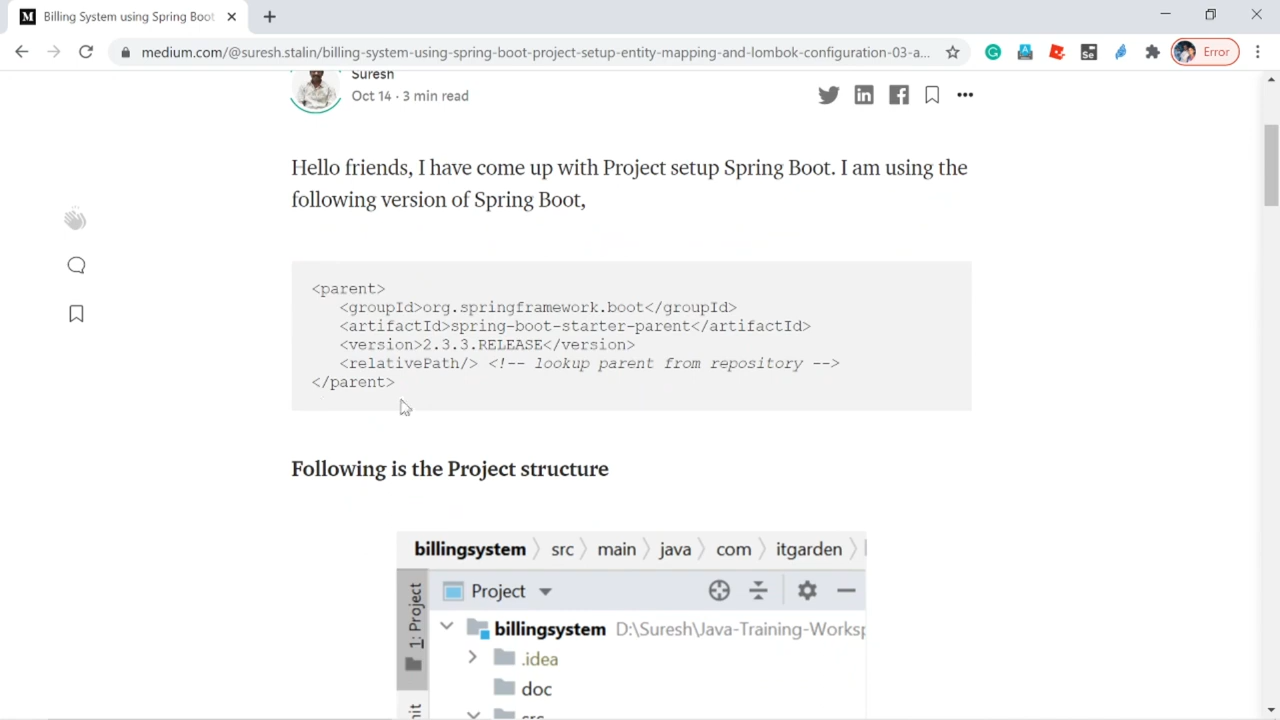 Billing System using Spring Boot
medium.com/@suresh.stalin/billing-system-using-spring-boot-project-setup-entity-mapping-and-lombok-configuration-03-a...
Error
Suresh
Oct 14 · 3 min read
Hello friends, I have come up with Project setup Spring Boot. I am using the
following version of Spring Boot,
<parent>
<groupId>org.springframework.boot</groupId>
<artifactId>spring-boot-starter-parent</artifactId>
<version>2.3.3.RELEASE</version>
<relativePath/> <!-- lookup parent from repository -->
</parent>
Following is the Project structure
billingsystem src main java com itgarden
1: Project
Project
billingsystem D:\Suresh\Java-Training-Worksp
.idea
doc
src